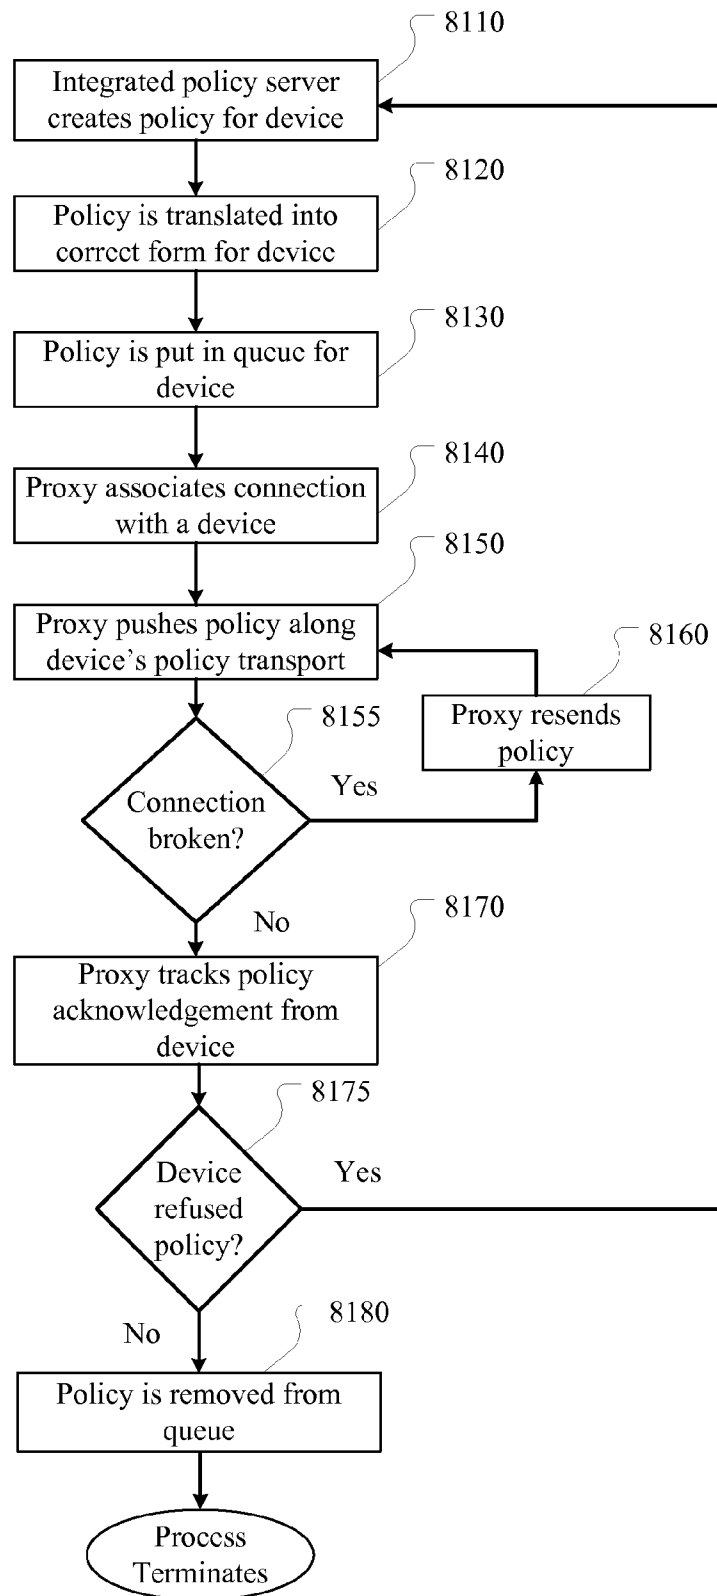 8110
Integrated policy server
creates policy for device
8120
Policy is translated into
correct form for device
8130
Policy is put in queue for
device
8140
Proxy associates connection
with a device
8150
Proxy pushes policy along
device's policy transport
8160
Proxy resends
policy
8155
Connection
broken?
Yes
No
8170
Proxy tracks policy
acknowledgement from
device
8175
Device
refused
policy?
Yes
No
8180
Policy is removed from
queue
Process
Terminates